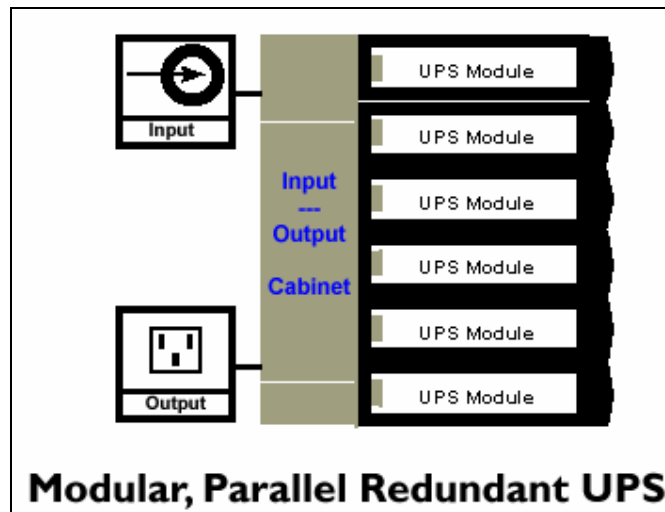 Input
UPS Module
UPS Module
UPS Module
UPS Module
UPS Module
UPS Module
Input
---
Output
Cabinet
Output
Modular, Parallel Redundant UPS